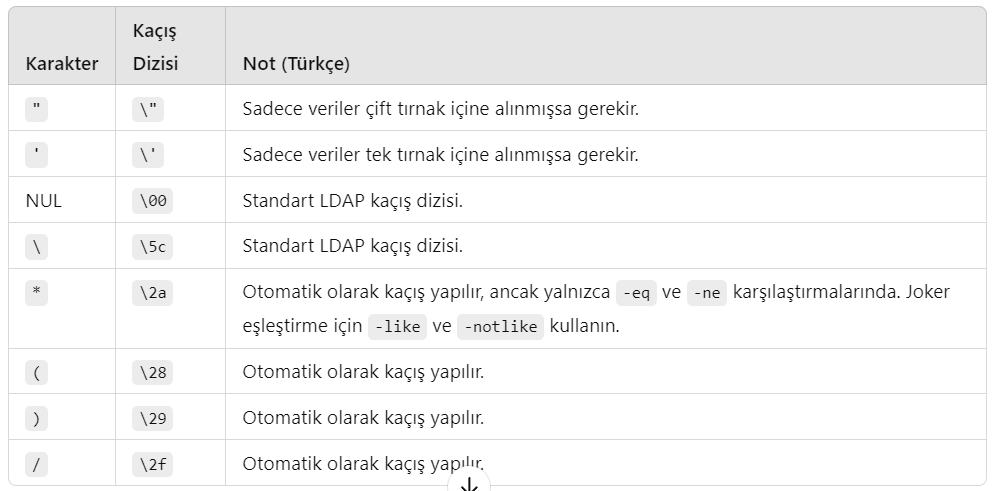 Karakter Kaçış Dizisi Not (Türkçe)
" \" Sadece veriler çift tırnak içine alınmışsa gerekir.
' \' Sadece veriler tek tırnak içine alınmışsa gerekir.
NUL \00 Standart LDAP kaçış dizisi.
\ \5c Standart LDAP kaçış dizisi.
* \2a Otomatik olarak kaçış yapılır, ancak yalnızca -eq ve -ne karşılaştırmalarında. Joker
eşleştirme için -like ve -notlike kullanın.
( \28 Otomatik olarak kaçış yapılır.
) \29 Otomatik olarak kaçış yapılır.
/ \2f Otomatik olarak kaçış yapılır.